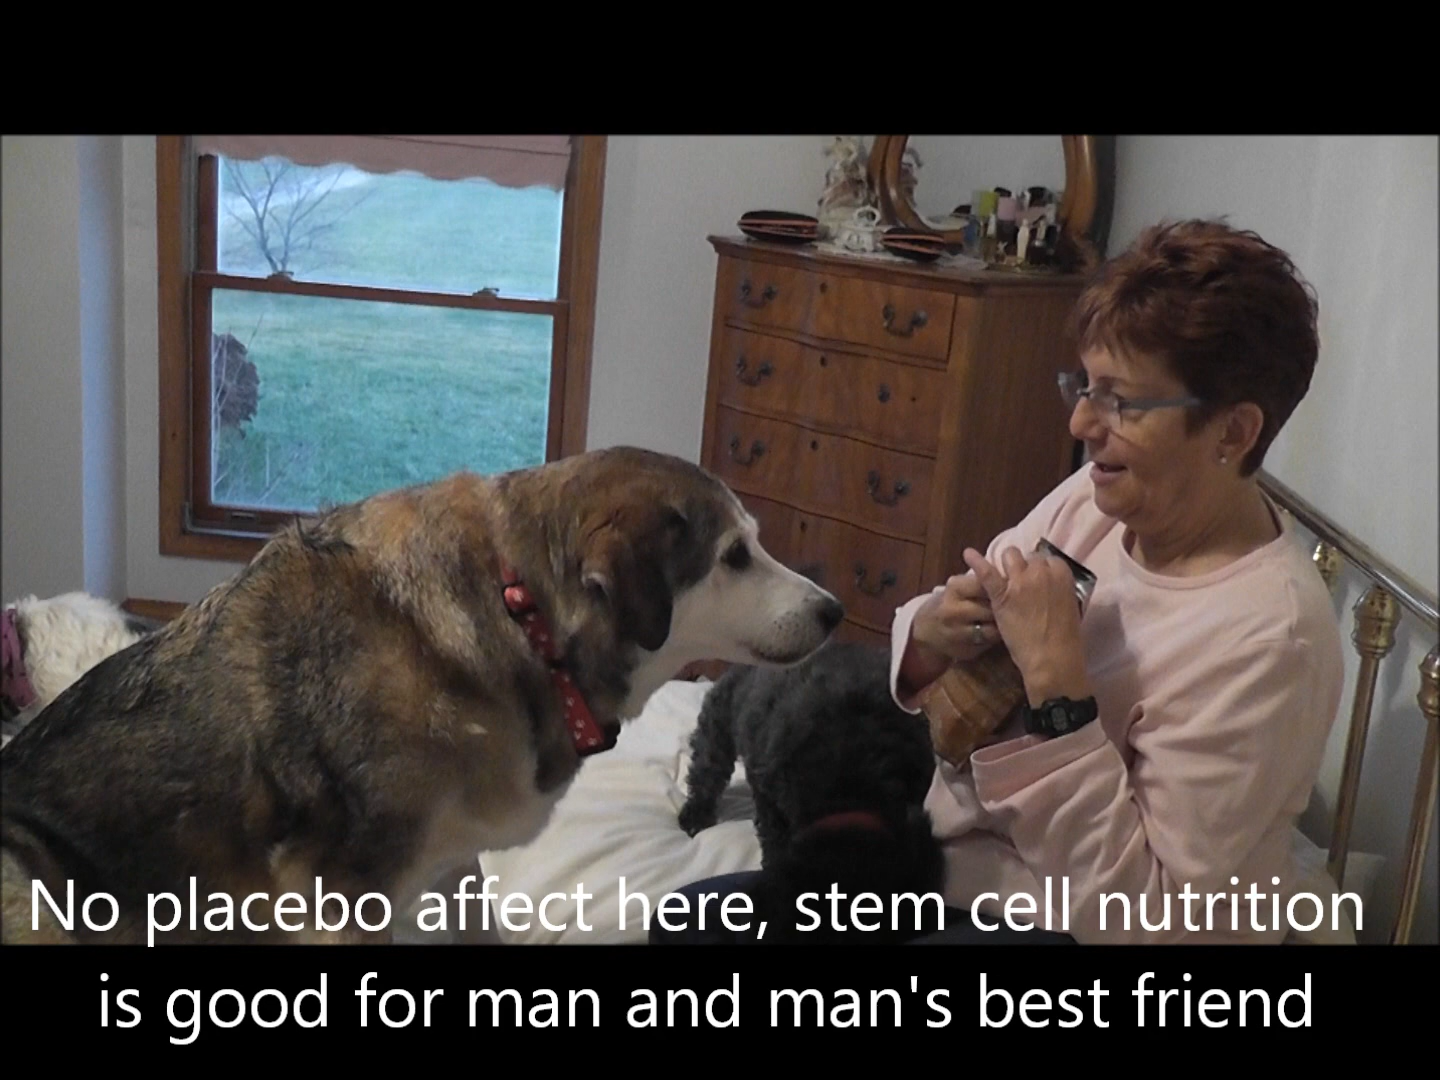 No placebo affect here, stem cell nutrition
is good for man and man's best friend